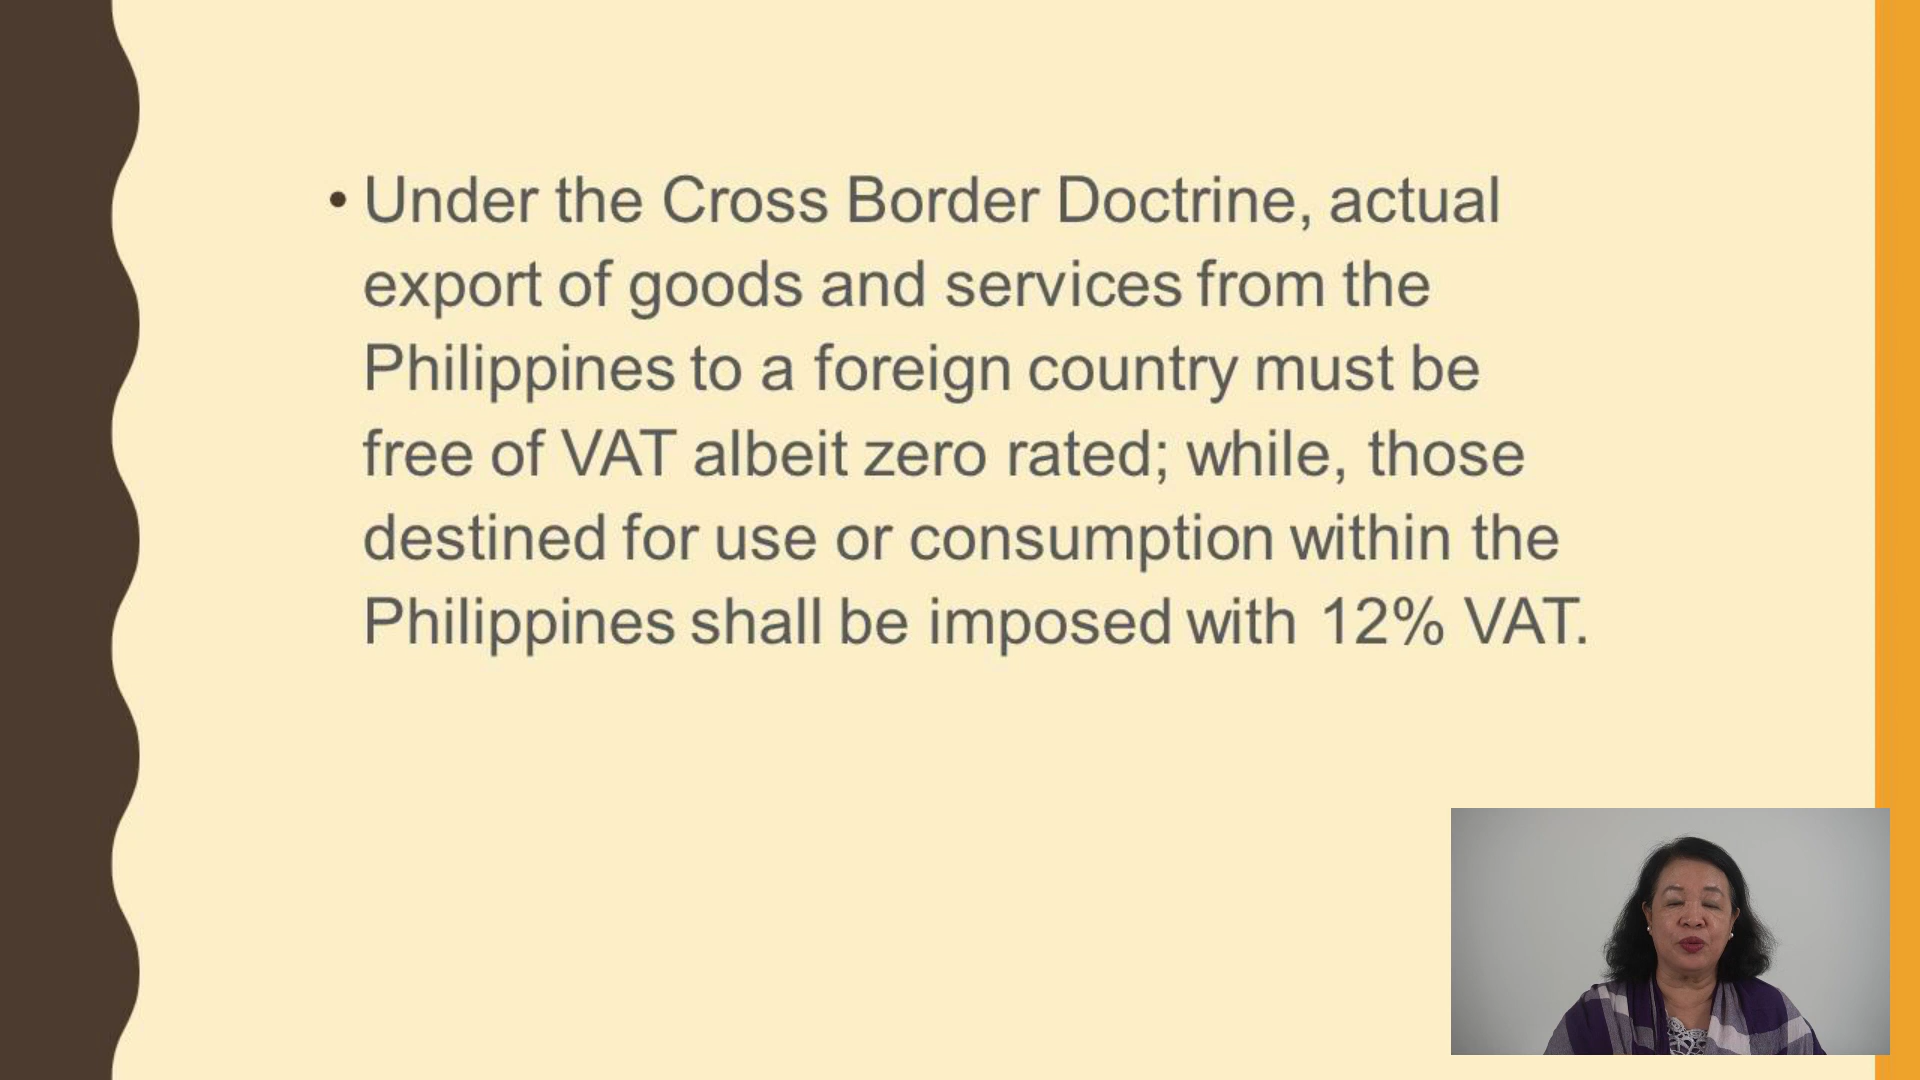 • Under the Cross Border Doctrine, actual
export of goods and services from the
Philippines to a foreign country must be
free of VAT albeit zero rated; while, those
destined for use or consumption within the
Philippines shall be imposed with 12% VAT.